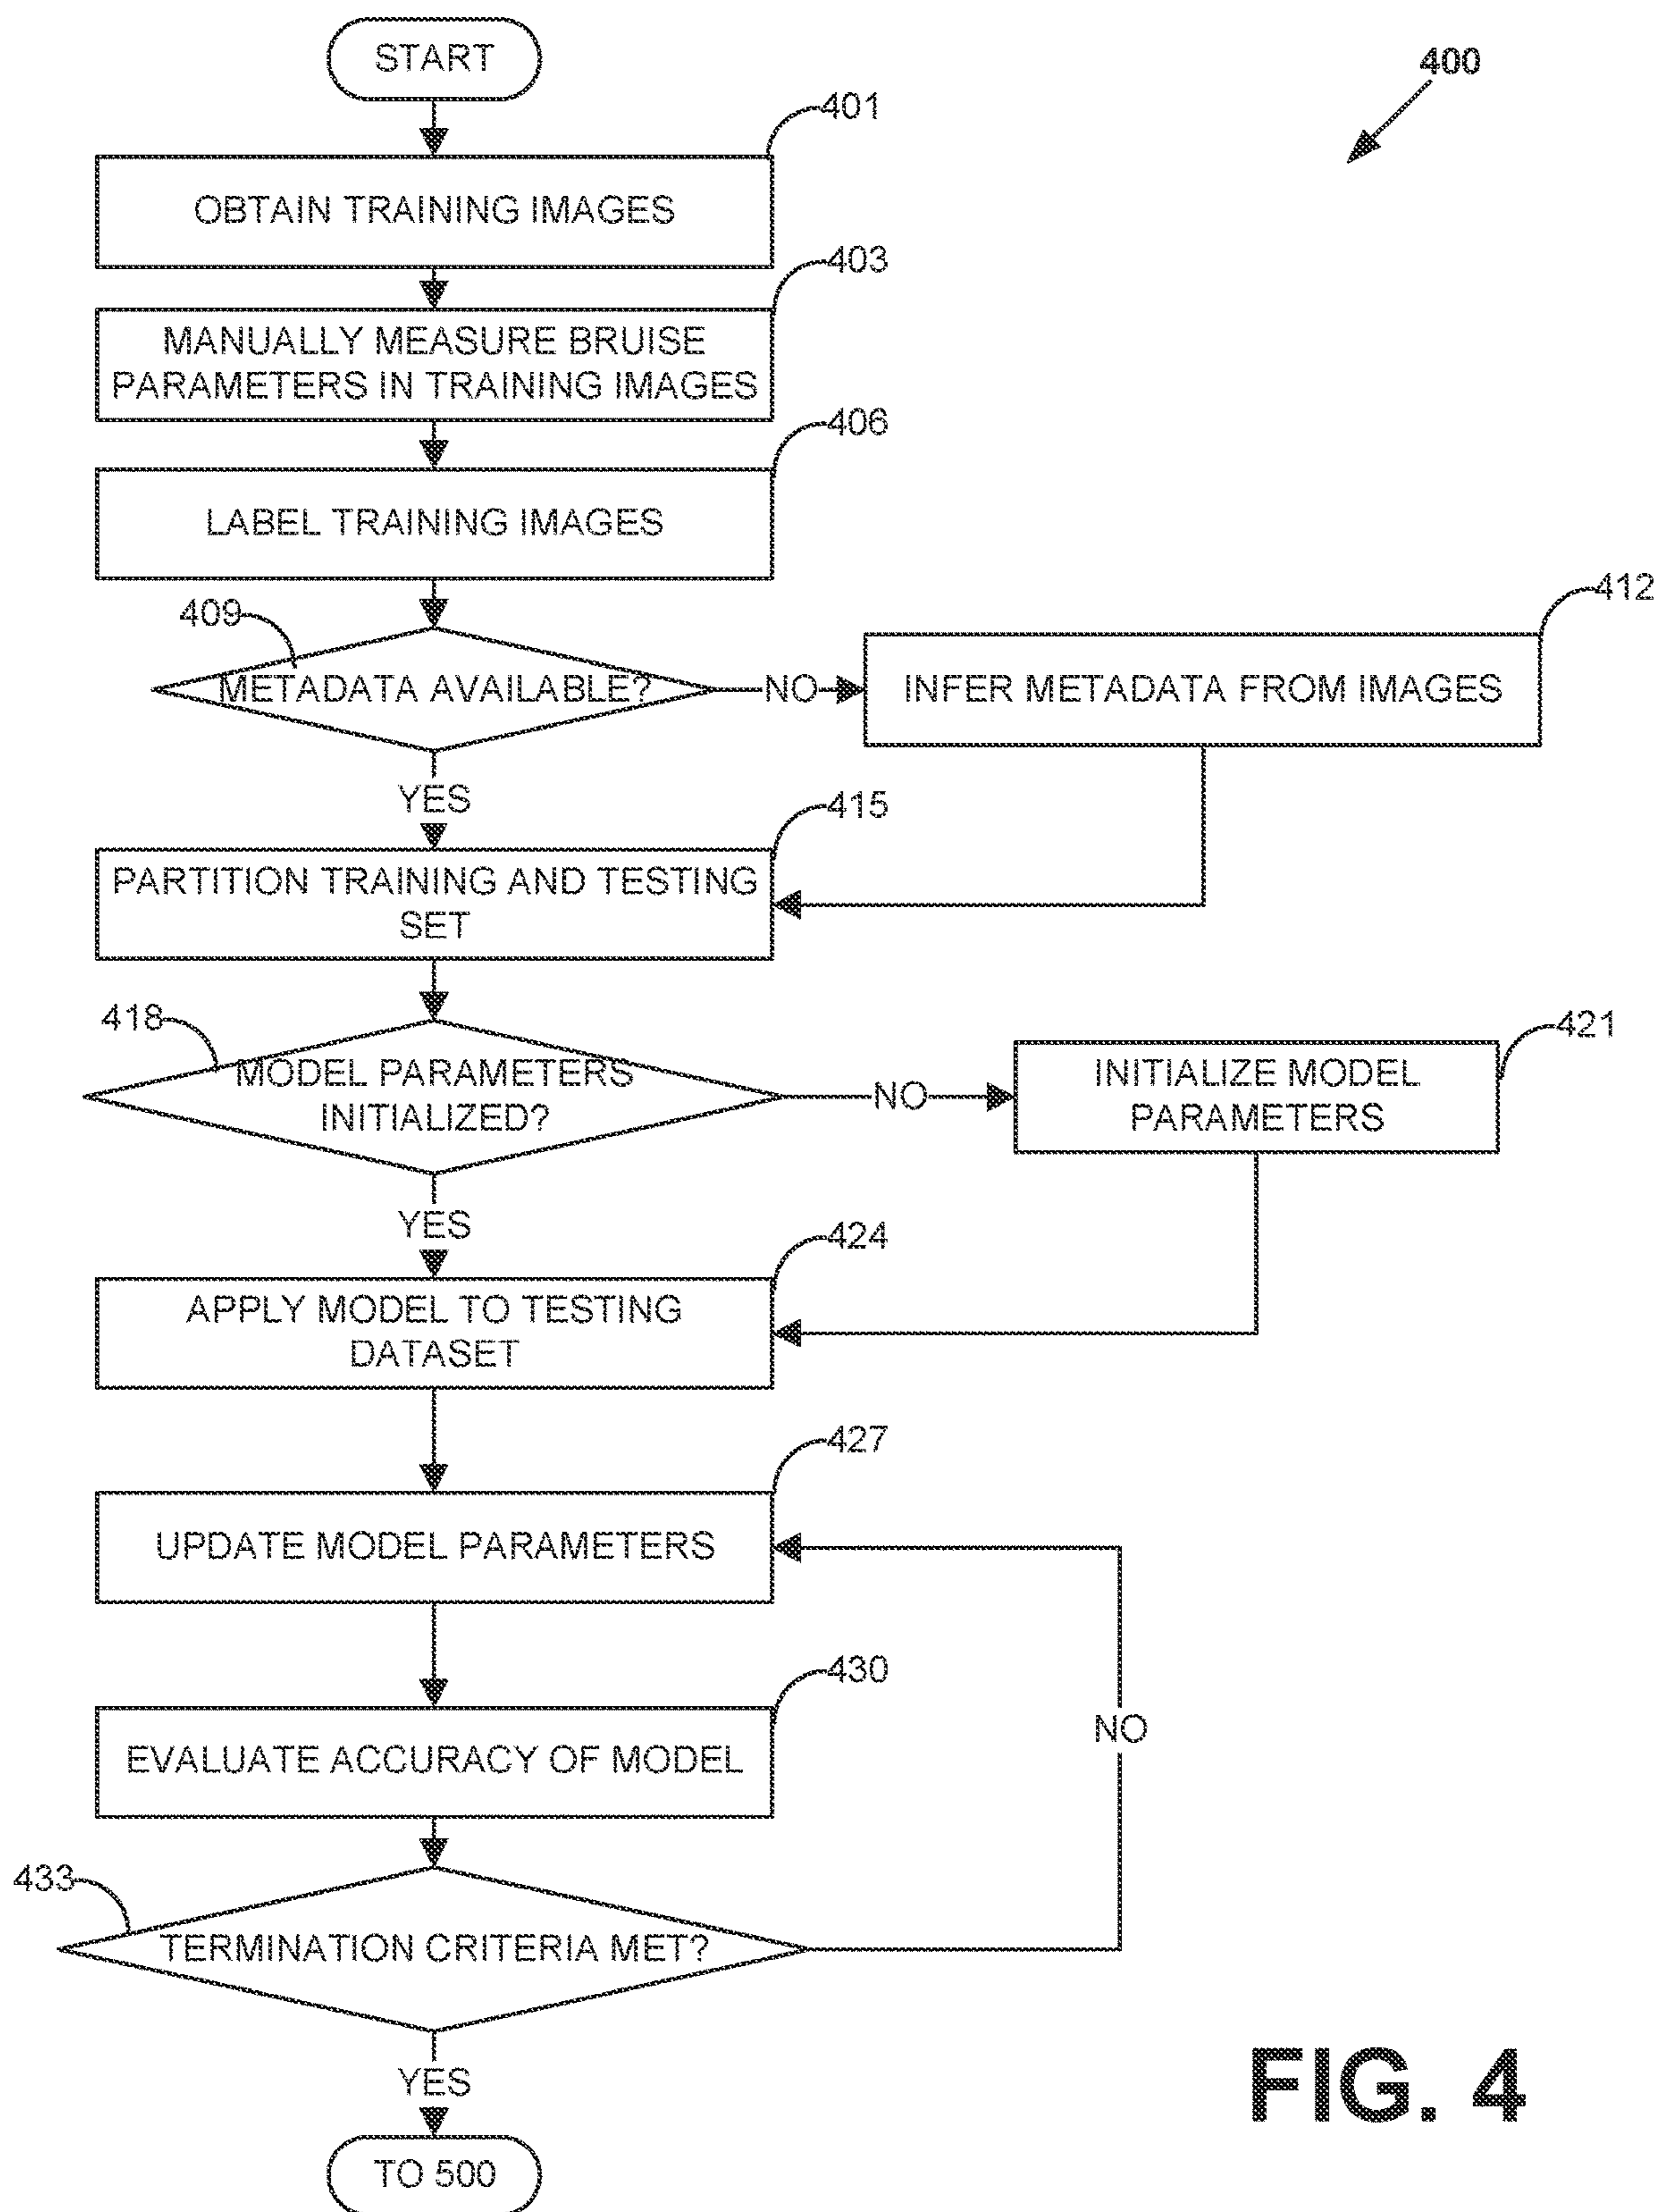 START
400
401
OBTAIN TRAINING IMAGES
403
MANUALLY MEASURE BRUISE
PARAMETERS IN TRAINING IMAGES
406
LABEL TRAINING IMAGES
409
METADATA AVAILABLE?
NO
412
INFER METADATA FROM IMAGES
YES
415
PARTITION TRAINING AND TESTING
SET
418
MODEL PARAMETERS
INITIALIZED?
NO
421
INITIALIZE MODEL
PARAMETERS
YES
424
APPLY MODEL TO TESTING
DATASET
427
UPDATE MODEL PARAMETERS
430
EVALUATE ACCURACY OF MODEL
NO
433
TERMINATION CRITERIA MET?
YES
TO 500
FIG. 4